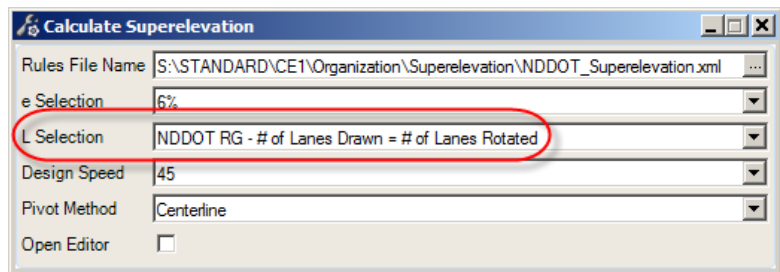 Calculate Superelevation
Rules File Name S:\STANDARD\CE1\Organization\Superelevation\NDDOT_Superelevation.xml ...
e Selection 6%
L Selection NDDOT RG - # of Lanes Drawn = # of Lanes Rotated
Design Speed 45
Pivot Method Centerline
Open Editor